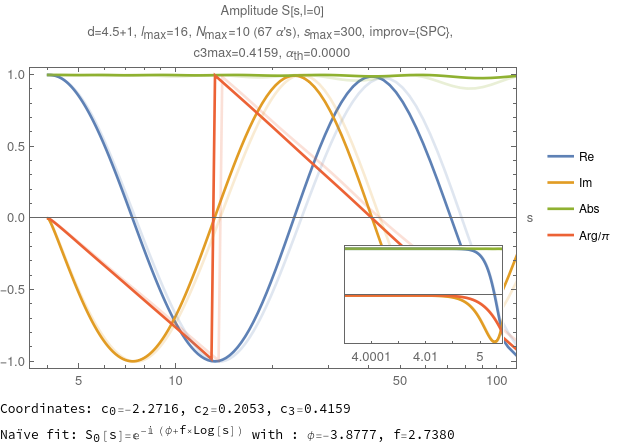 Amplitude S[s,l=0]
d=4.5+1, lmax=16, Nmax=10 (67 α's), smax=300, improv={SPC},
c3max=0.4159, αth=0.0000
1.0
0.5
0.0
−0.5
−1.0
5 10 50 100
s
Re
Im
Abs
Arg/π
4.0001 4.01 5
Coordinates: c0=-2.2716, c2=0.2053, c3=0.4159
Naïve fit: S0[s]=e^-i (ϕ+f×Log[s]) with : ϕ=-3.8777, f=2.7380